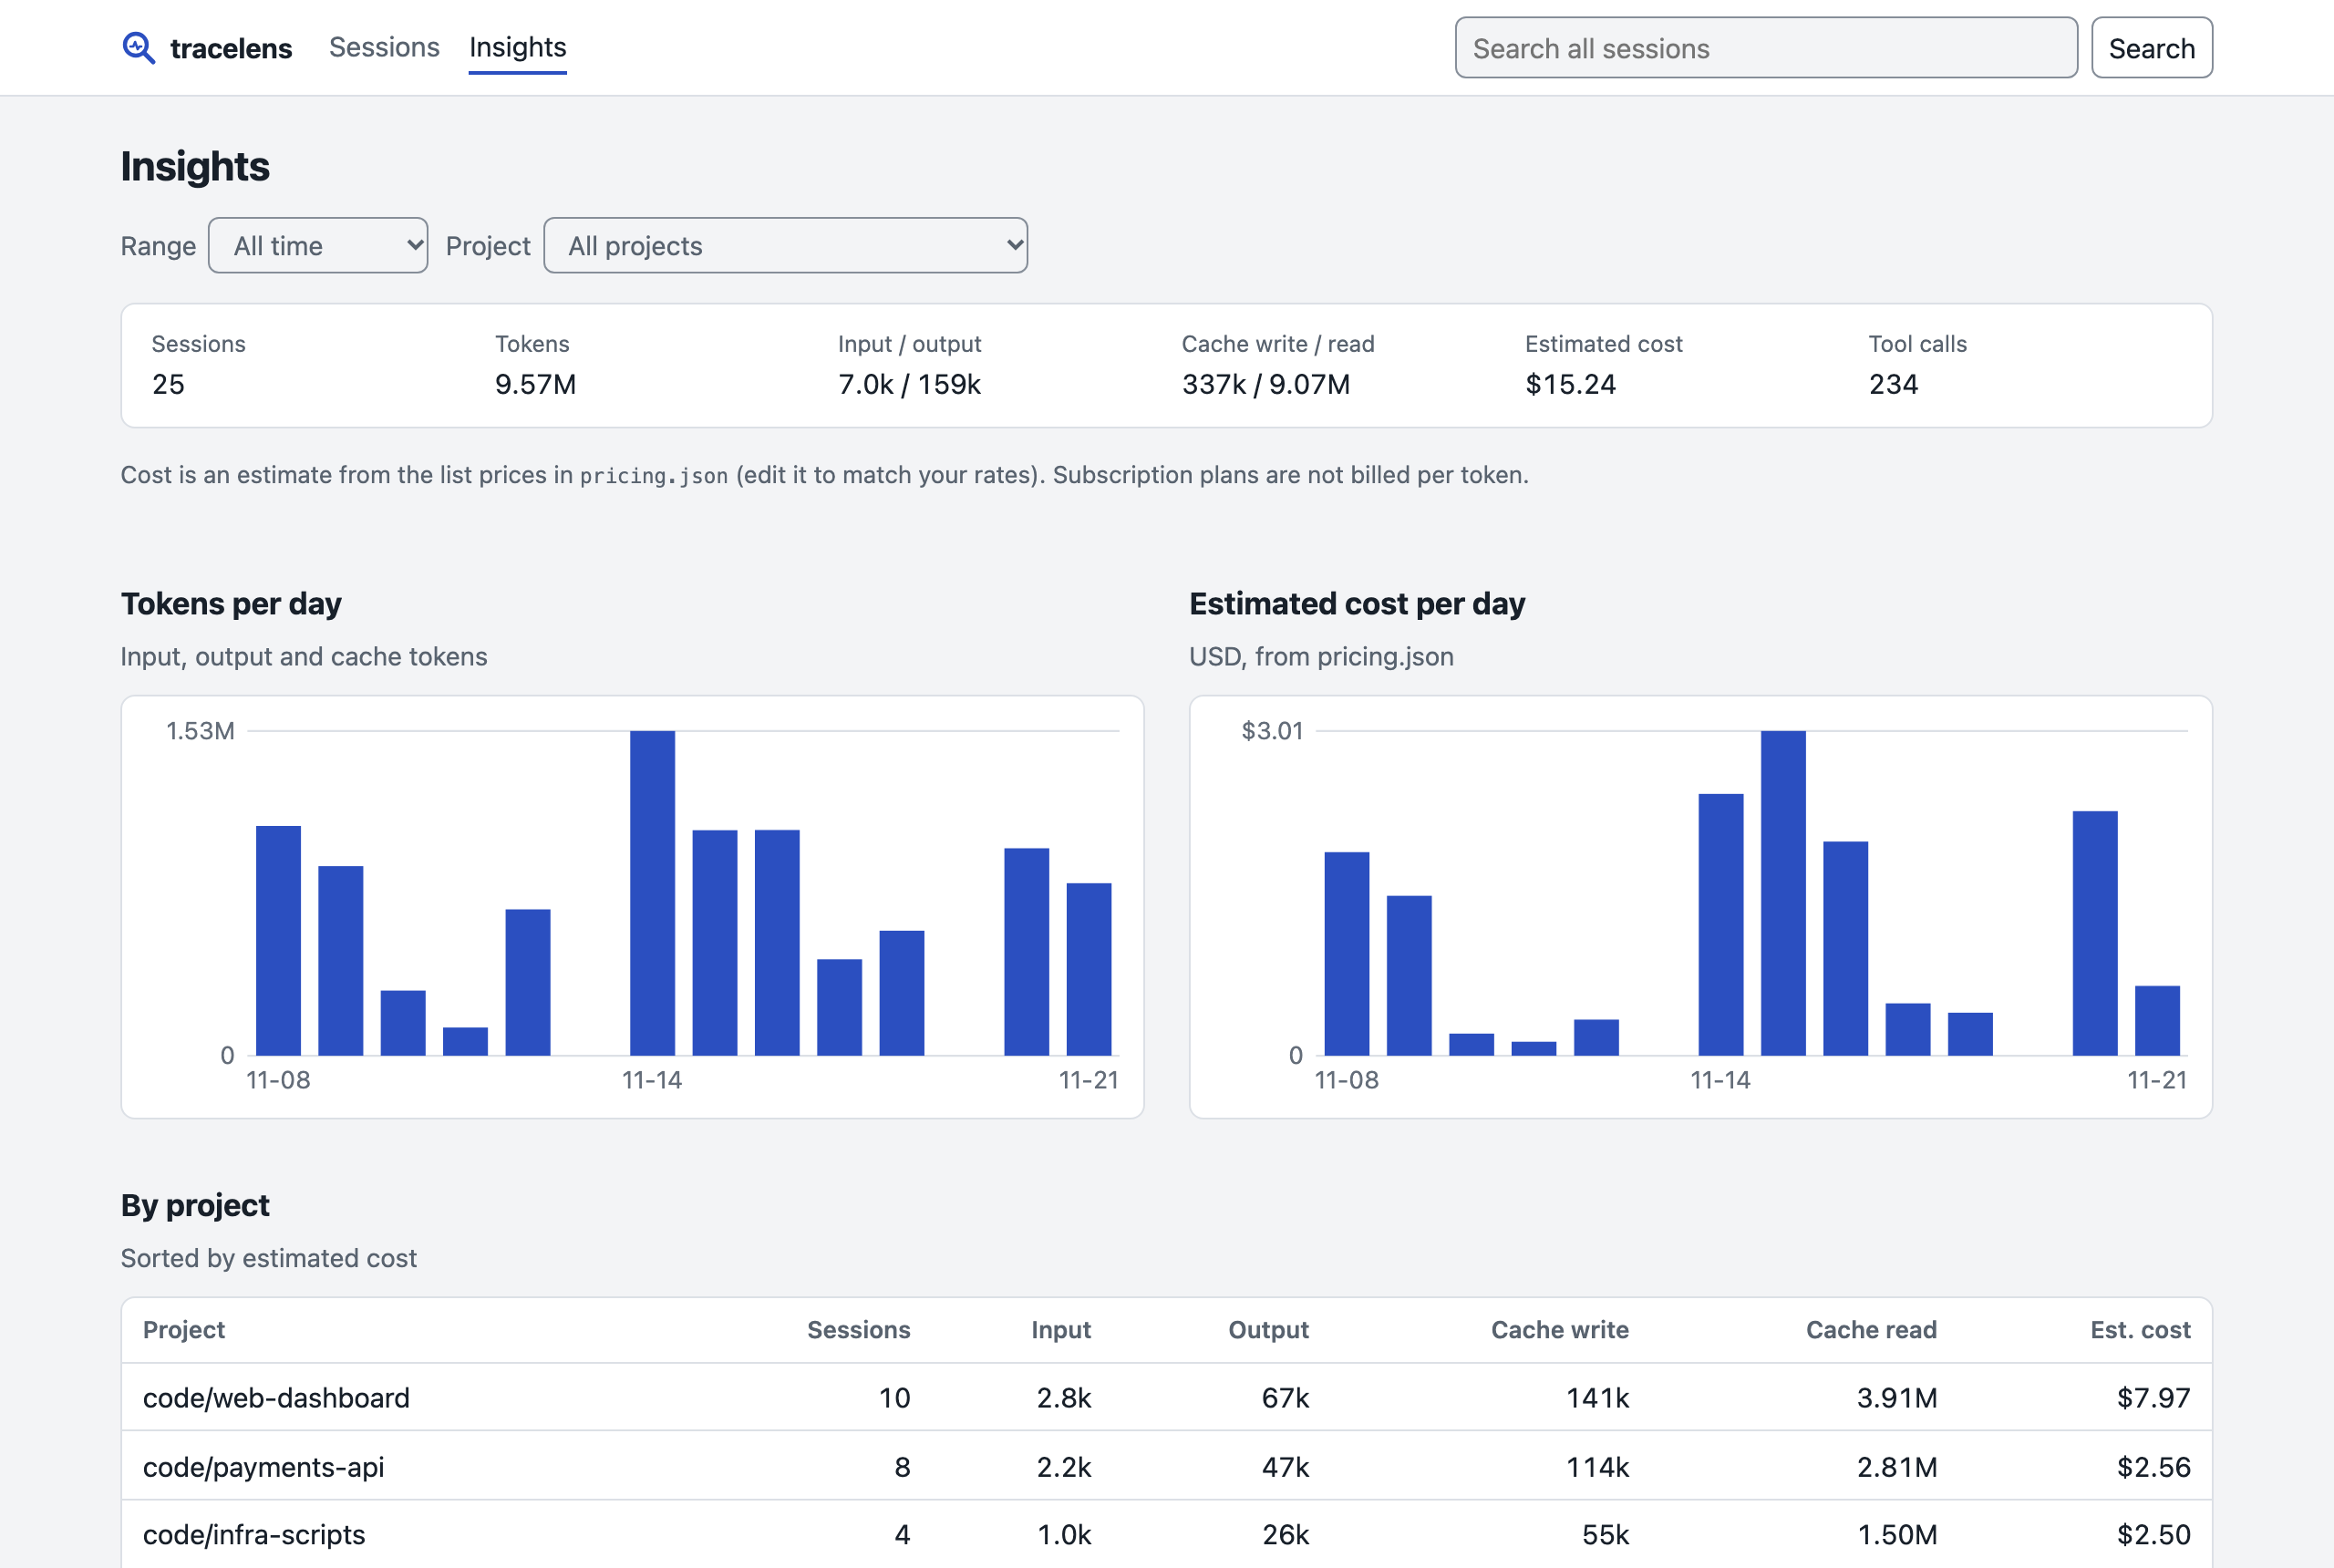 tracelens Sessions Insights Search all sessions Search
Insights
Range All time Project All projects
Sessions Tokens Input / output Cache write / read Estimated cost Tool calls
25 9.57M 7.0k / 159k 337k / 9.07M $15.24 234
Cost is an estimate from the list prices in pricing.json (edit it to match your rates). Subscription plans are not billed per token.
Tokens per day
Input, output and cache tokens
1.53M
0
11-08 11-14 11-21
Estimated cost per day
USD, from pricing.json
$3.01
0
11-08 11-14 11-21
By project
Sorted by estimated cost
Project Sessions Input Output Cache write Cache read Est. cost
code/web-dashboard 10 2.8k 67k 141k 3.91M $7.97
code/payments-api 8 2.2k 47k 114k 2.81M $2.56
code/infra-scripts 4 1.0k 26k 55k 1.50M $2.50